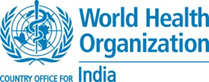 World Health
Organization
COUNTRY OFFICE FOR India